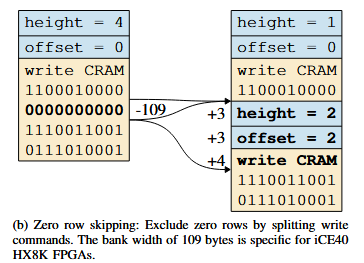 height = 4
offset = 0
write CRAM
1100010000
0000000000
1110011001
0111010001
-109
+3
+3
+4
height = 1
offset = 0
write CRAM
1100010000
height = 2
offset = 2
write CRAM
1110011001
0111010001
(b) Zero row skipping: Exclude zero rows by splitting write
commands. The bank width of 109 bytes is specific for iCE40
HX8K FPGAs.